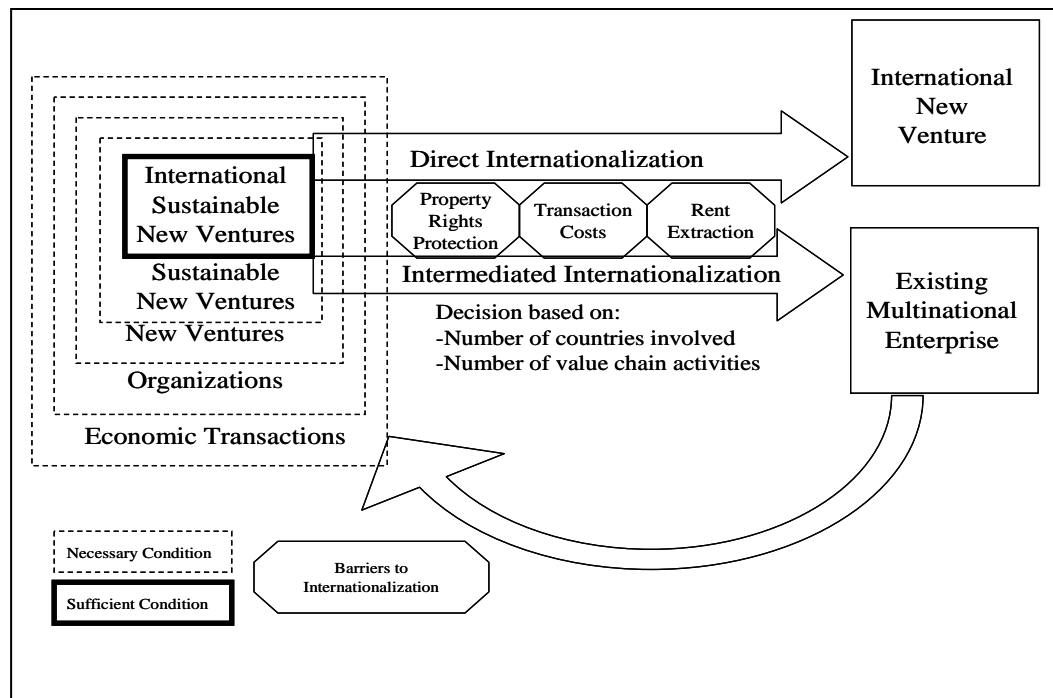 International
Sustainable
New Ventures
Sustainable
New Ventures
New Ventures
Organizations
Economic Transactions
Direct Internationalization
Property
Rights
Protection
Transaction
Costs
Rent
Extraction
Intermediated Internationalization
Decision based on:
-Number of countries involved
-Number of value chain activities
International
New
Venture
Existing
Multinational
Enterprise
Necessary Condition
Sufficient Condition
Barriers to
Internationalization